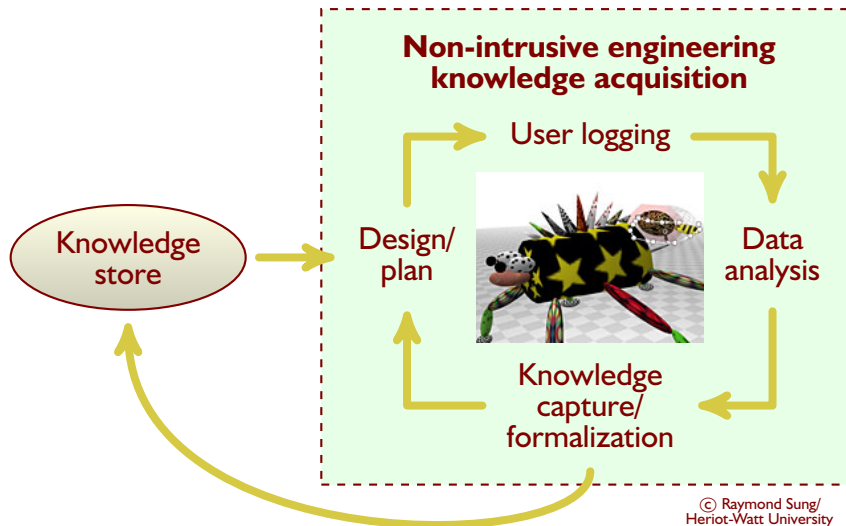 Non-intrusive engineering
knowledge acquisition
User logging
Knowledge
store
Design/
plan
Data
analysis
Knowledge
capture/
formalization
© Raymond Sung/
Heriot-Watt University